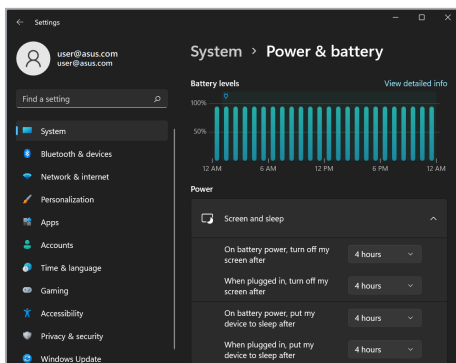 Settings
user@asus.com
user@asus.com
Find a setting
System
Bluetooth & devices
Network & internet
Personalization
Apps
Accounts
Time & language
Gaming
Accessibility
Privacy & security
Windows Update
System > Power & battery
Battery levels
View detailed info
100%
50%
12 AM 6 AM 12 PM 6 PM 12 AM
Power
Screen and sleep
On battery power, turn off my
screen after
4 hours
When plugged in, turn off my
screen after
4 hours
On battery power, put my
device to sleep after
4 hours
When plugged in, put my
device to sleep after
4 hours